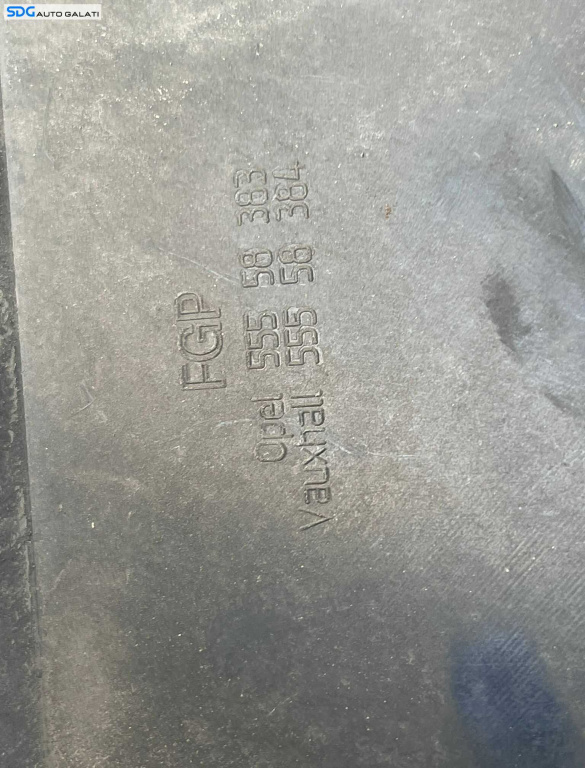 SDG AUTO GALATI
FGP
Opel 555 58 383
Vauxhall 555 58 384